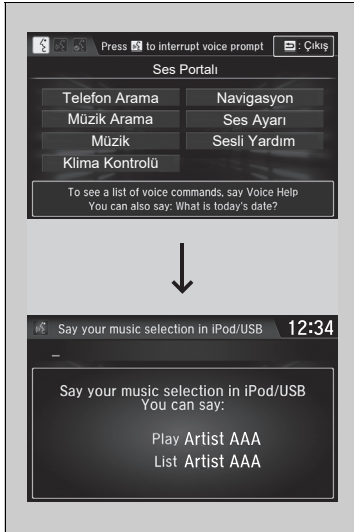 Press to interrupt voice prompt : Çıkış
Ses Portalı
Telefon Arama Navigasyon
Müzik Arama Ses Ayarı
Müzik Sesli Yardım
Klima Kontrolü
To see a list of voice commands, say Voice Help
You can also say: What is today's date?
Say your music selection in iPod/USB 12:34
Say your music selection in iPod/USB
You can say:
Play Artist AAA
List Artist AAA